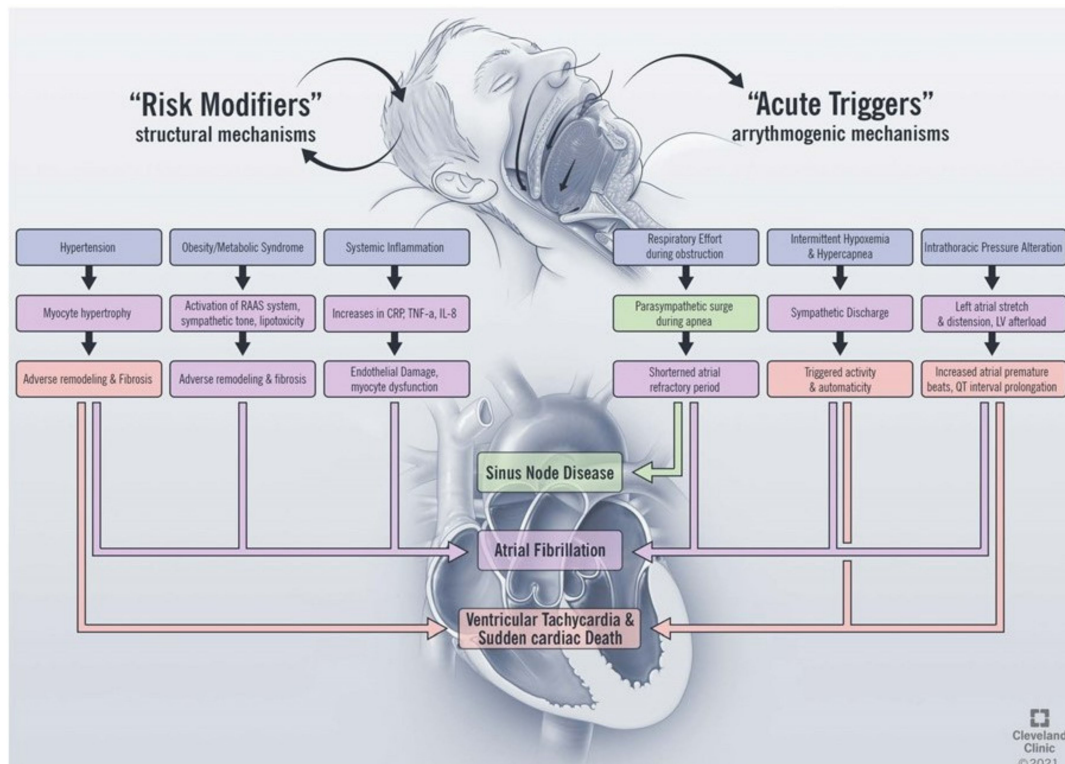 "Risk Modifiers"
structural mechanisms
"Acute Triggers"
arrythmogenic mechanisms
Hypertension
Obesity/Metabolic Syndrome
Systemic Inflammation
Respiratory Effort
during obstruction
Intermittent Hypoxemia
& Hypercapnea
Intrathoracic Pressure Alteration
Myocyte hypertrophy
Activation of RAAS system,
sympathetic tone, lipotoxicity
Increases in CRP, TNF-a, IL-8
Parasympathetic surge
during apnea
Sympathetic Discharge
Left atrial stretch
& distension, LV afterload
Adverse remodeling & Fibrosis
Adverse remodeling & fibrosis
Endothelial Damage,
myocyte dysfunction
Shorterned atrial
refractory period
Triggered activity
& automaticity
Increased atrial premature
beats, QT interval prolongation
Sinus Node Disease
Atrial Fibrillation
Ventricular Tachycardia &
Sudden cardiac Death
Cleveland
Clinic
©2021